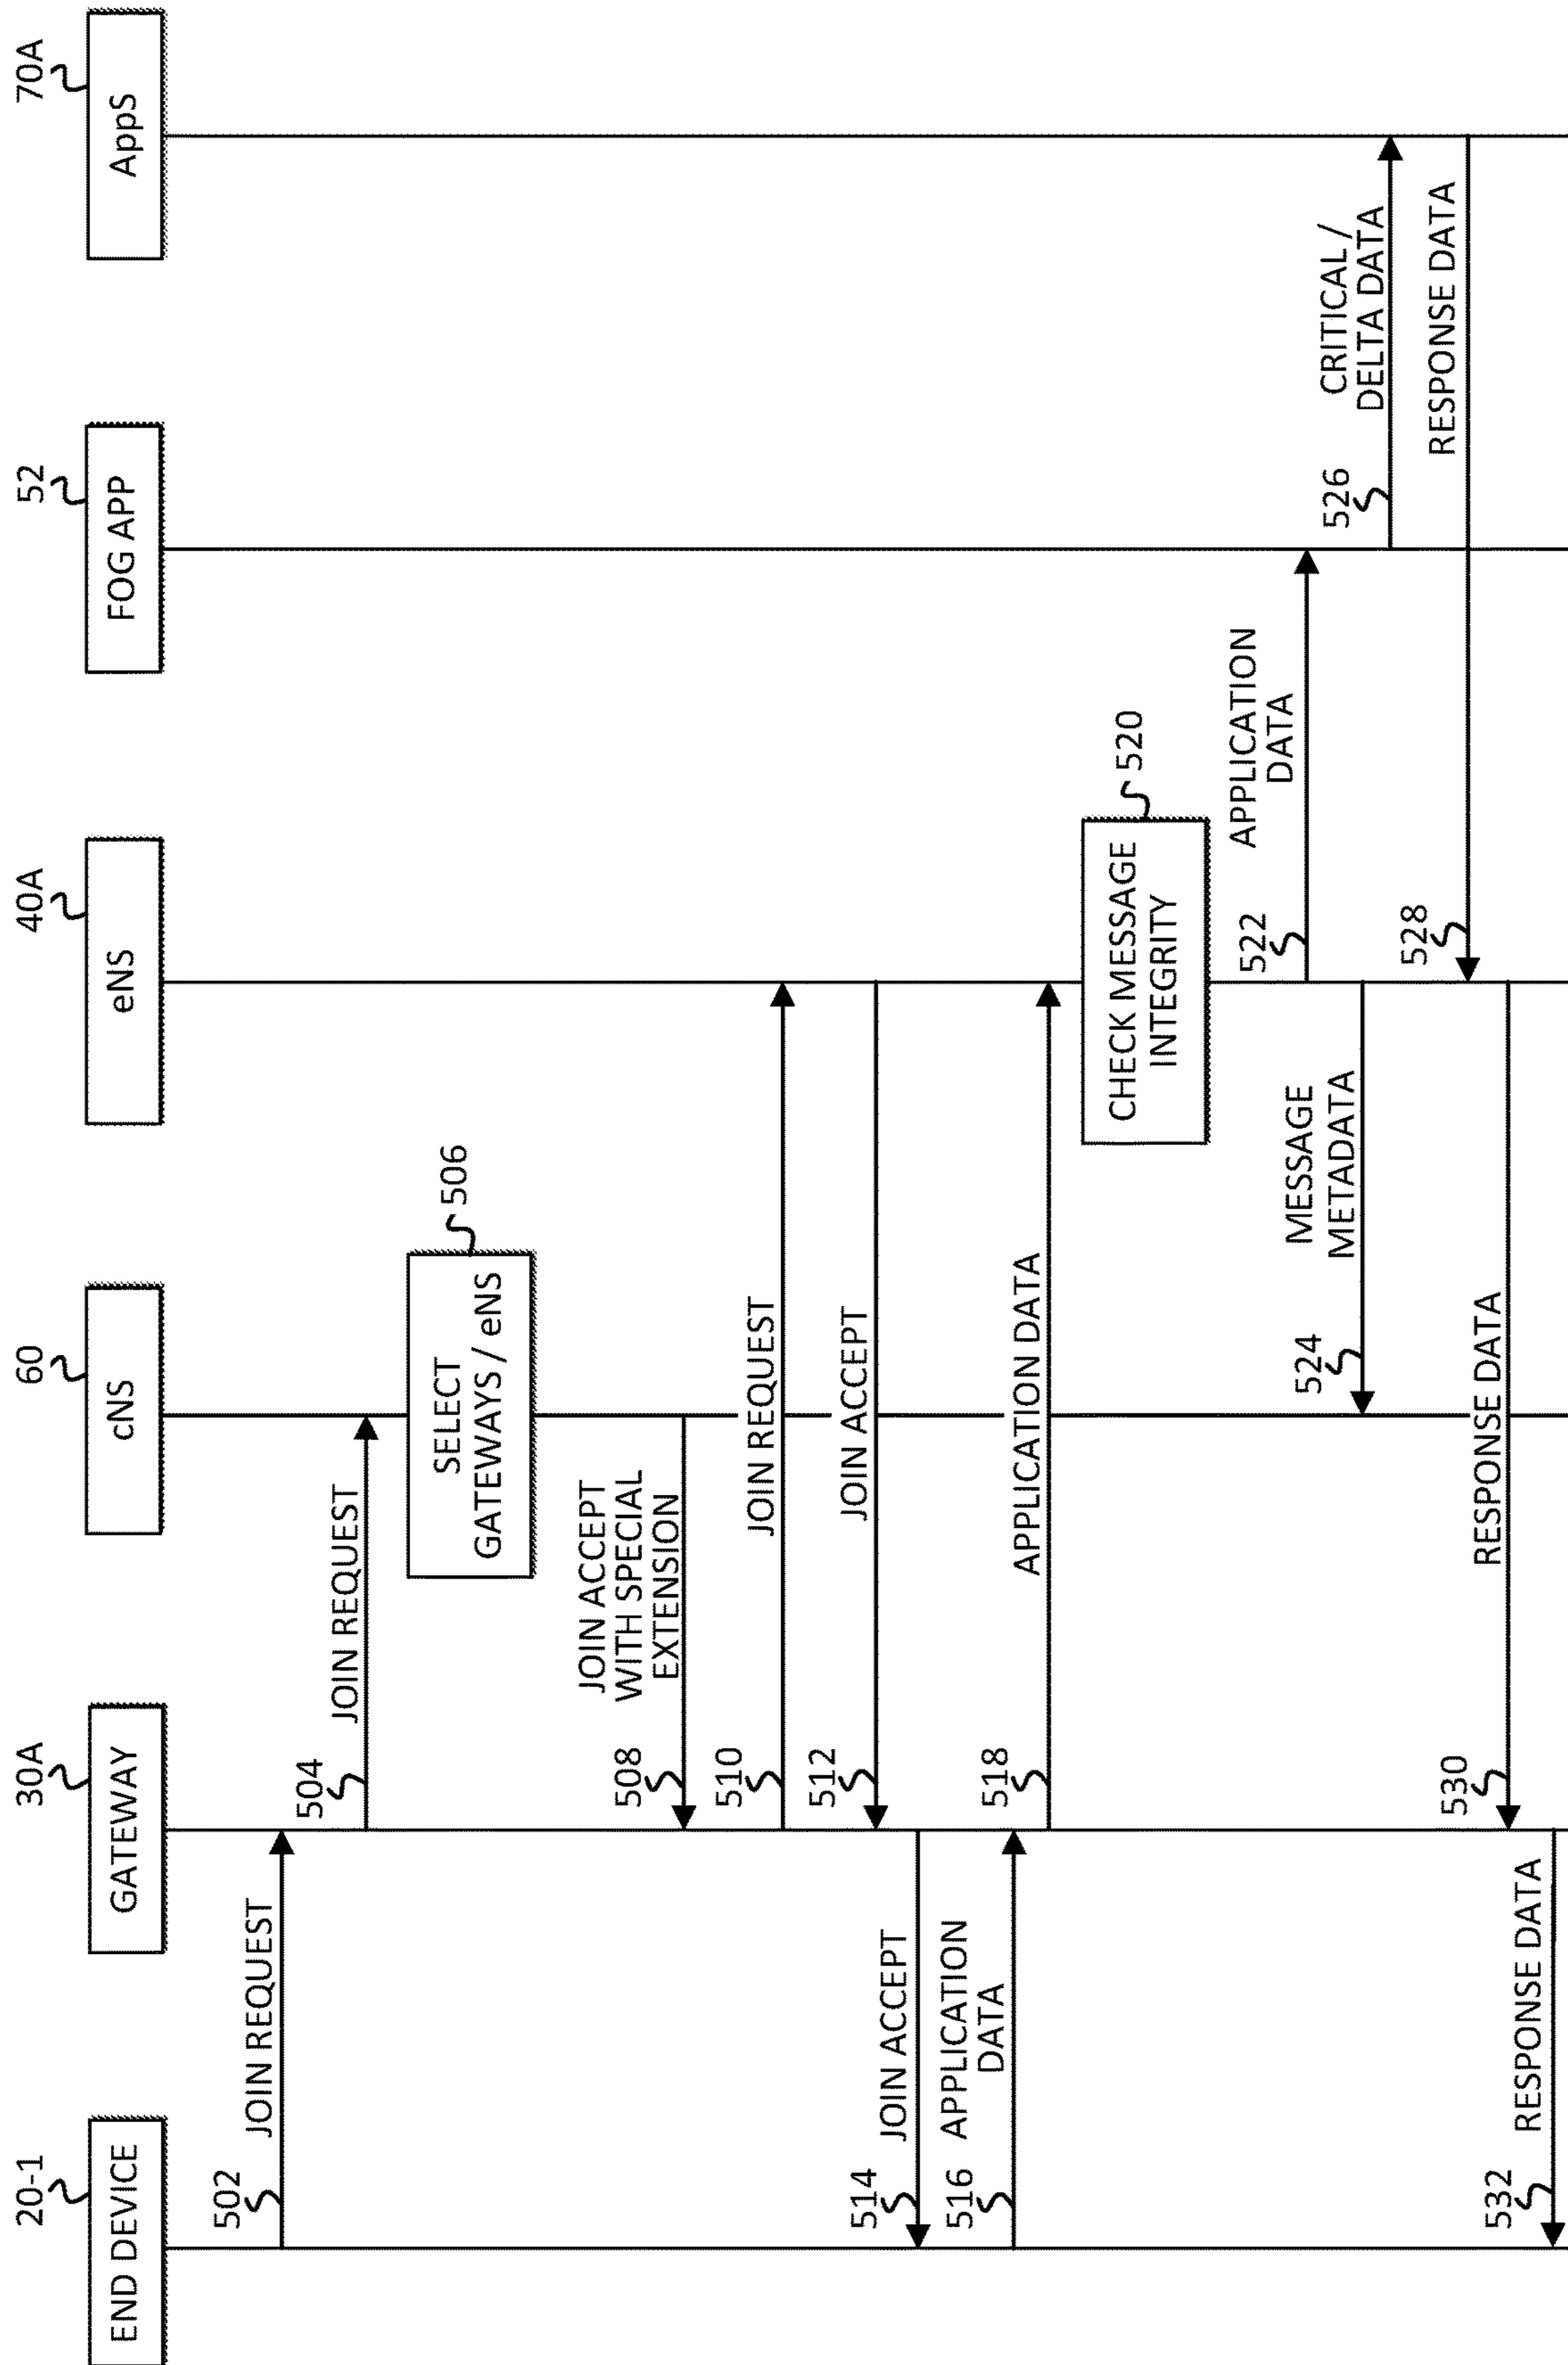 20-1
30A
60
40A
52
70A
END DEVICE
GATEWAY
cNS
eNS
FOG APP
AppS
502
JOIN REQUEST
504
JOIN REQUEST
SELECT
GATEWAYS / eNS
506
508
JOIN ACCEPT
WITH SPECIAL
EXTENSION
510
JOIN REQUEST
512
JOIN ACCEPT
514
JOIN ACCEPT
516
APPLICATION
DATA
518
APPLICATION DATA
CHECK MESSAGE
INTEGRITY
520
522
APPLICATION
DATA
524
MESSAGE
METADATA
526
CRITICAL /
DELTA DATA
528
RESPONSE DATA
530
RESPONSE DATA
532
RESPONSE DATA